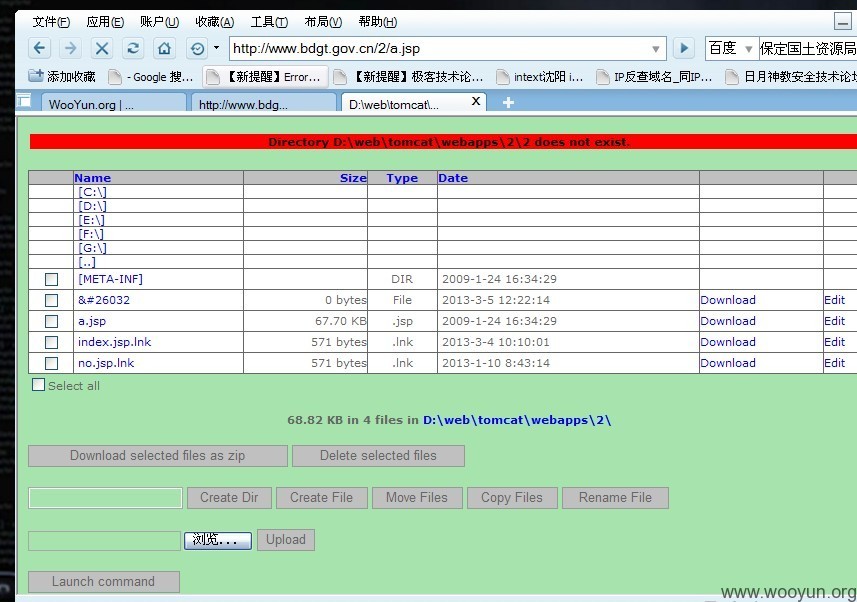 文件(F) 应用(E) 账户(U) 收藏(A) 工具(T) 布局(V) 帮助(H)
http://www.bdgt.gov.cn/2/a.jsp 百度 保定国土资源局
添加收藏 - Google 搜... 【新提醒】Error... 【新提醒】极客技术论... intext沈阳 i... IP反查域名_同IP... 日月神教安全技术论坛
WooYun.org | ... http://www.bdg... D:\web\tomcat\... X
Directory D:\web\tomcat\webapps\2\2 does not exist.
Name Size Type Date
[C:\]
[D:\]
[E:\]
[F:\]
[G:\]
[..]
[META-INF] DIR 2009-1-24 16:34:29
&#26032 0 bytes File 2013-3-5 12:22:14 Download Edit
a.jsp 67.70 KB .jsp 2009-1-24 16:34:29 Download Edit
index.jsp.lnk 571 bytes .lnk 2013-3-4 10:10:01 Download Edit
no.jsp.lnk 571 bytes .lnk 2013-1-10 8:43:14 Download Edit
Select all
68.82 KB in 4 files in D:\web\tomcat\webapps\2\
Download selected files as zip Delete selected files
Create Dir Create File Move Files Copy Files Rename File
浏览... Upload
Launch command
www.wooyun.org